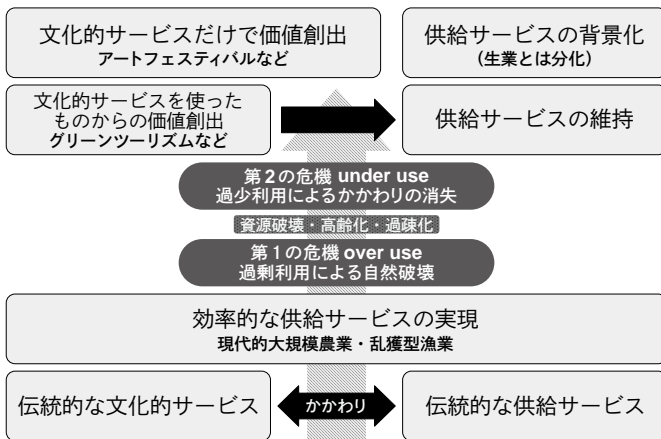 文化的サービスだけで価値創出
アートフェスティバルなど
供給サービスの背景化
(生業とは分化)
文化的サービスを使った
ものからの価値創出
グリーンツーリズムなど
供給サービスの維持
第2の危機 under use
過少利用によるかかわりの消失
資源破壊・高齢化・過疎化
第1の危機 over use
過剰利用による自然破壊
効率的な供給サービスの実現
現代的大規模農業・乱獲型漁業
伝統的な文化的サービス
かかわり
伝統的な供給サービス